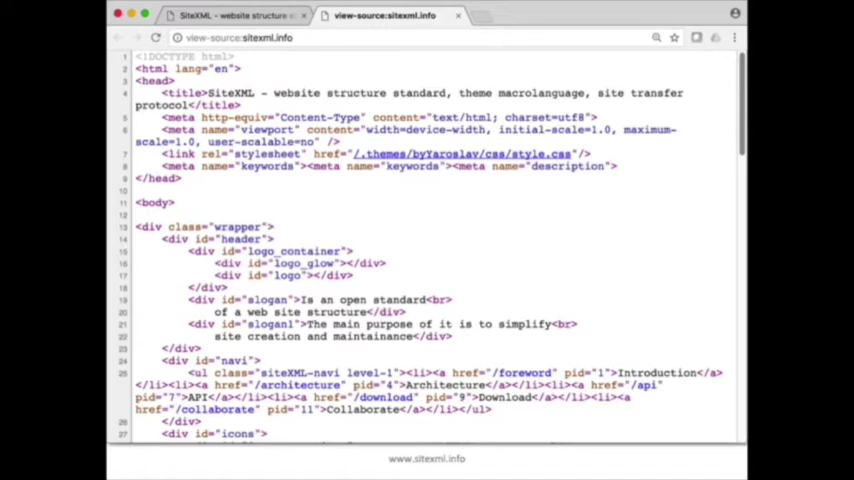 SiteXML - website structure s
view-source:sitexml.info
view-source:sitexml.info
1 <!DOCTYPE html>
2 <html lang="en">
3 <head>
4 <title>SiteXML - website structure standard, theme macrolanguage, site transfer
protocol</title>
5 <meta http-equiv="Content-Type" content="text/html; charset=utf8">
6 <meta name="viewport" content="width=device-width, initial-scale=1.0, maximum-
scale=1.0, user-scalable=no" />
7 <link rel="stylesheet" href="/.themes/byYaroslav/css/style.css"/>
8 <meta name="keywords"><meta name="keywords"><meta name="description">
9 </head>
10
11 <body>
12
13 <div class="wrapper">
14 <div id="header">
15 <div id="logo_container">
16 <div id="logo_glow"></div>
17 <div id="logo"></div>
18 </div>
19 <div id="slogan">Is an open standard<br>
20 of a web site structure</div>
21 <div id="slogan1">The main purpose of it is to simplify<br>
22 site creation and maintainance</div>
23 </div>
24 <div id="navi">
25 <ul class="siteXML-navi level-1"><li><a href="/foreword" pid="1">Introduction</a>
</li><li><a href="/architecture" pid="4">Architecture</a></li><li><a href="/api"
pid="7">API</a></li><li><a href="/download" pid="9">Download</a></li><li><a
href="/collaborate" pid="11">Collaborate</a></li></ul>
26 </div>
27 <div id="icons">
www.sitexml.info